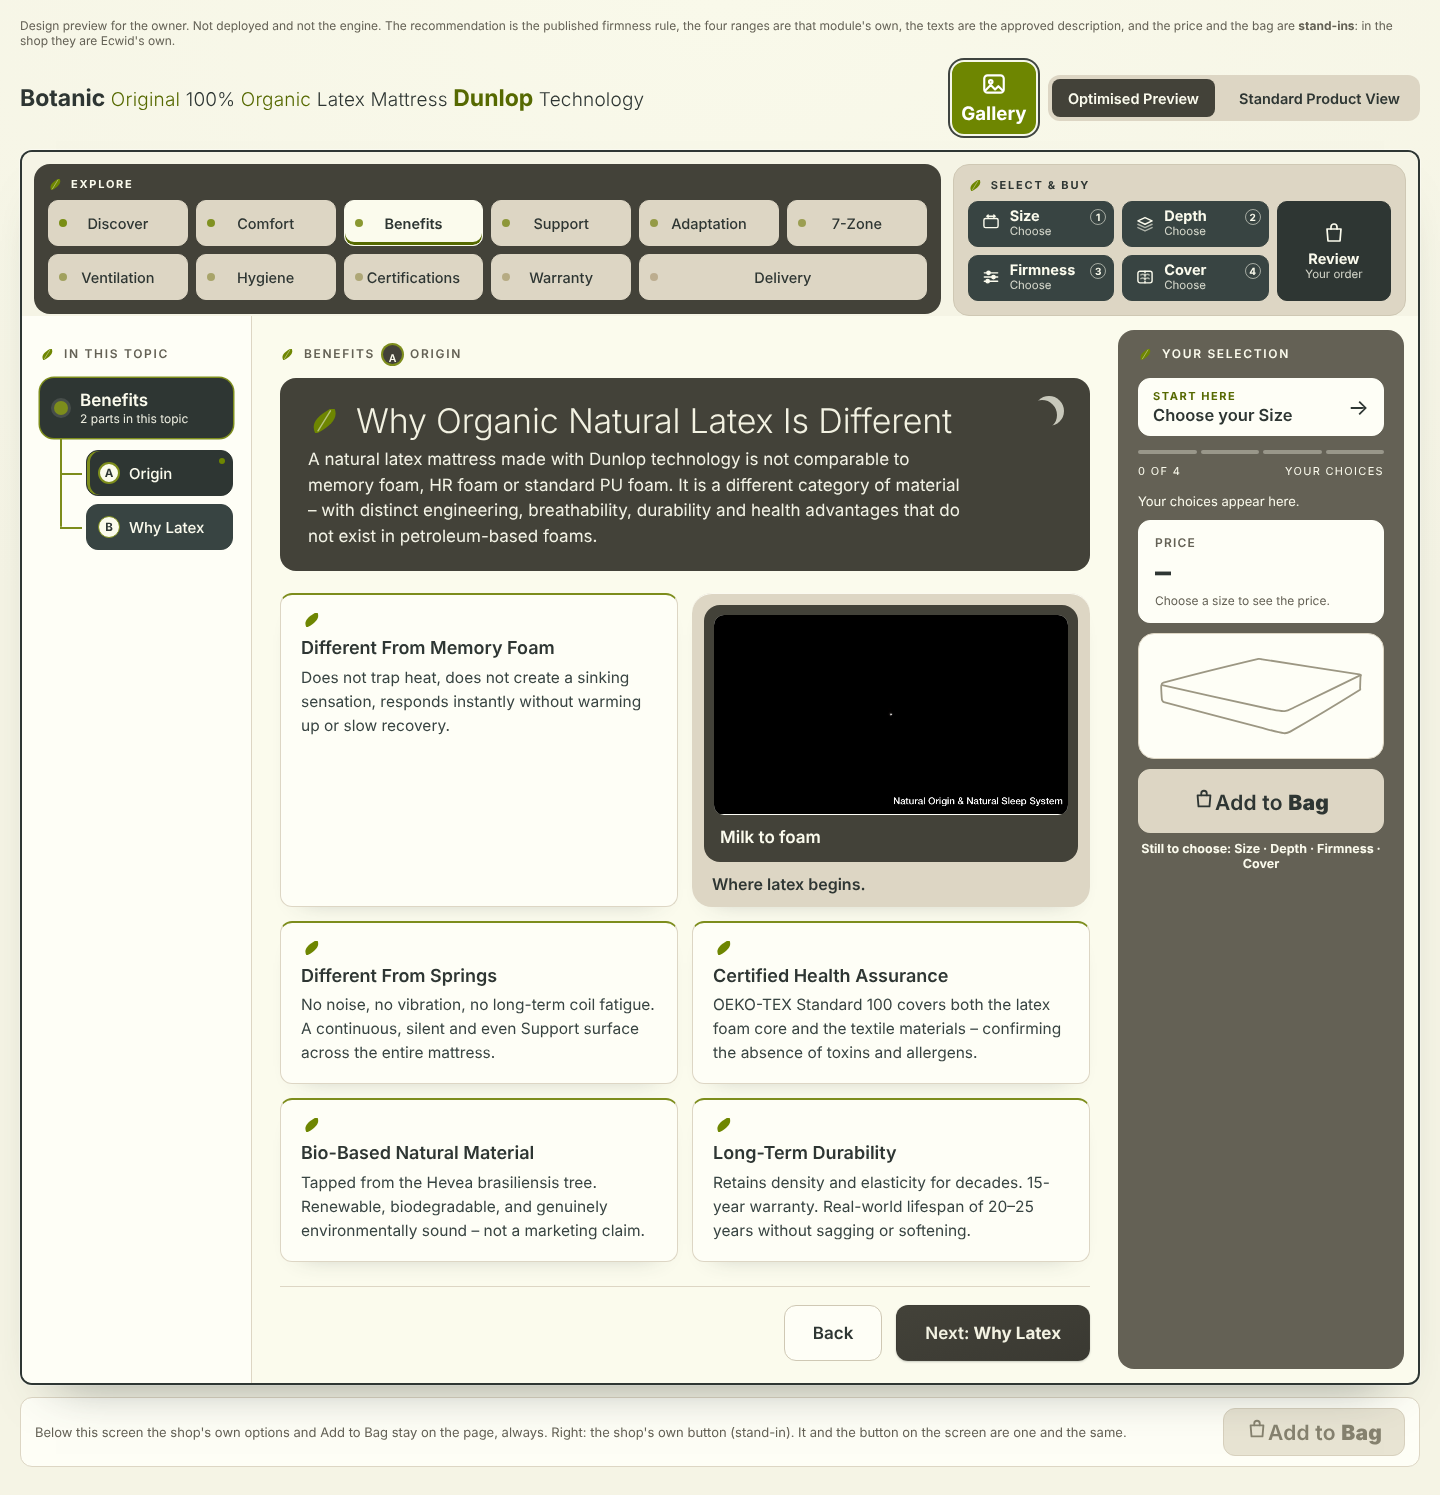 Design preview for the owner. Not deployed and not the engine. The recommendation is the published firmness rule, the four ranges are that module's own, the texts are the approved description, and the price and the bag are stand-ins: in the
shop they are Ecwid's own.
Botanic Original 100% Organic Latex Mattress Dunlop Technology
Gallery
Optimised Preview
Standard Product View
EXPLORE
Discover
Comfort
Benefits
Support
Adaptation
7-Zone
Ventilation
Hygiene
Certifications
Warranty
Delivery
SELECT & BUY
Size
Choose
1
Depth
Choose
2
Firmness
Choose
3
Cover
Choose
4
Review
Your order
IN THIS TOPIC
Benefits
2 parts in this topic
A Origin
B Why Latex
BENEFITS A ORIGIN
Why Organic Natural Latex Is Different
A natural latex mattress made with Dunlop technology is not comparable to
memory foam, HR foam or standard PU foam. It is a different category of material
– with distinct engineering, breathability, durability and health advantages that do
not exist in petroleum-based foams.
Different From Memory Foam
Does not trap heat, does not create a sinking
sensation, responds instantly without warming
up or slow recovery.
Natural Origin & Natural Sleep System
Milk to foam
Where latex begins.
Different From Springs
No noise, no vibration, no long-term coil fatigue.
A continuous, silent and even Support surface
across the entire mattress.
Certified Health Assurance
OEKO-TEX Standard 100 covers both the latex
foam core and the textile materials – confirming
the absence of toxins and allergens.
Bio-Based Natural Material
Tapped from the Hevea brasiliensis tree.
Renewable, biodegradable, and genuinely
environmentally sound – not a marketing claim.
Long-Term Durability
Retains density and elasticity for decades. 15-
year warranty. Real-world lifespan of 20–25
years without sagging or softening.
Back
Next: Why Latex
YOUR SELECTION
START HERE
Choose your Size
0 OF 4
YOUR CHOICES
Your choices appear here.
PRICE
–
Choose a size to see the price.
Add to Bag
Still to choose: Size · Depth · Firmness ·
Cover
Below this screen the shop's own options and Add to Bag stay on the page, always. Right: the shop's own button (stand-in). It and the button on the screen are one and the same.
Add to Bag